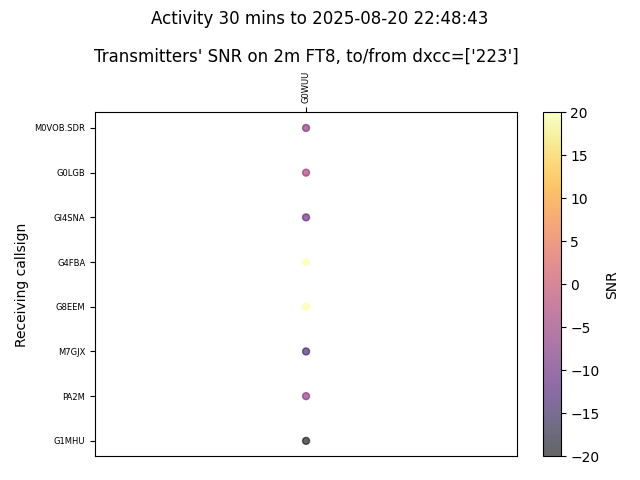 Activity 30 mins to 2025-08-20 22:48:43
Transmitters' SNR on 2m FT8, to/from dxcc=['223']
G0WUU
M0VOB.SDR
G0LGB
GI4SNA
G4FBA
G8EEM
M7GJX
PA2M
G1MHU
Receiving callsign
20
15
10
5
0
−5
−10
−15
−20
SNR